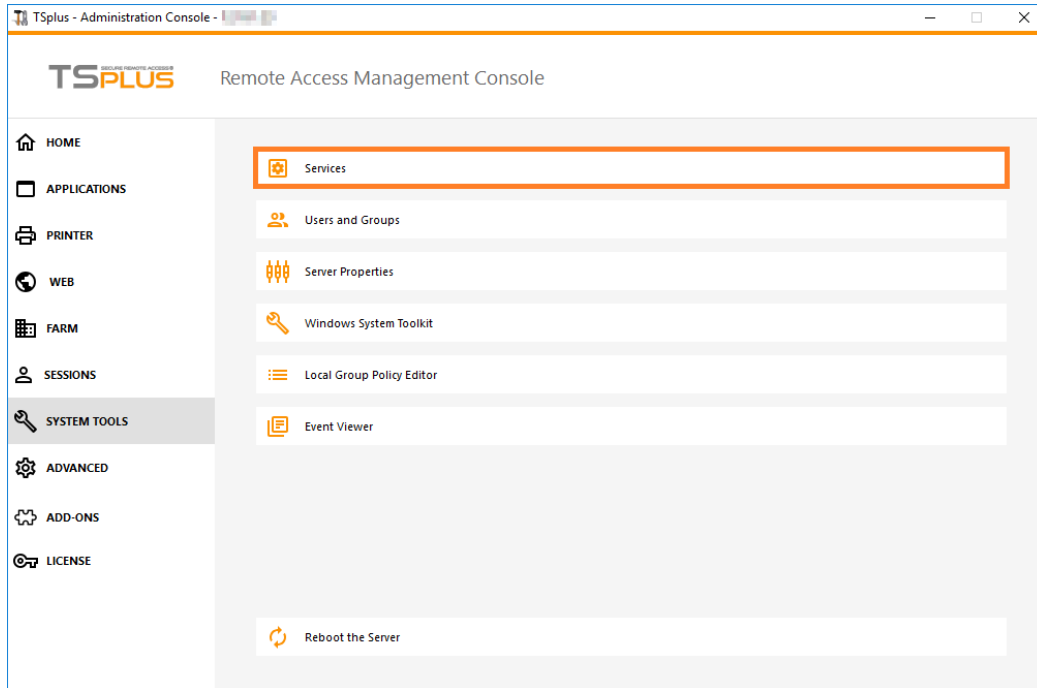 TSplus - Administration Console -
SECURE REMOTE ACCESS®
TSPLUS
Remote Access Management Console
HOME
APPLICATIONS
PRINTER
WEB
FARM
SESSIONS
SYSTEM TOOLS
ADVANCED
ADD-ONS
LICENSE
Services
Users and Groups
Server Properties
Windows System Toolkit
Local Group Policy Editor
Event Viewer
Reboot the Server